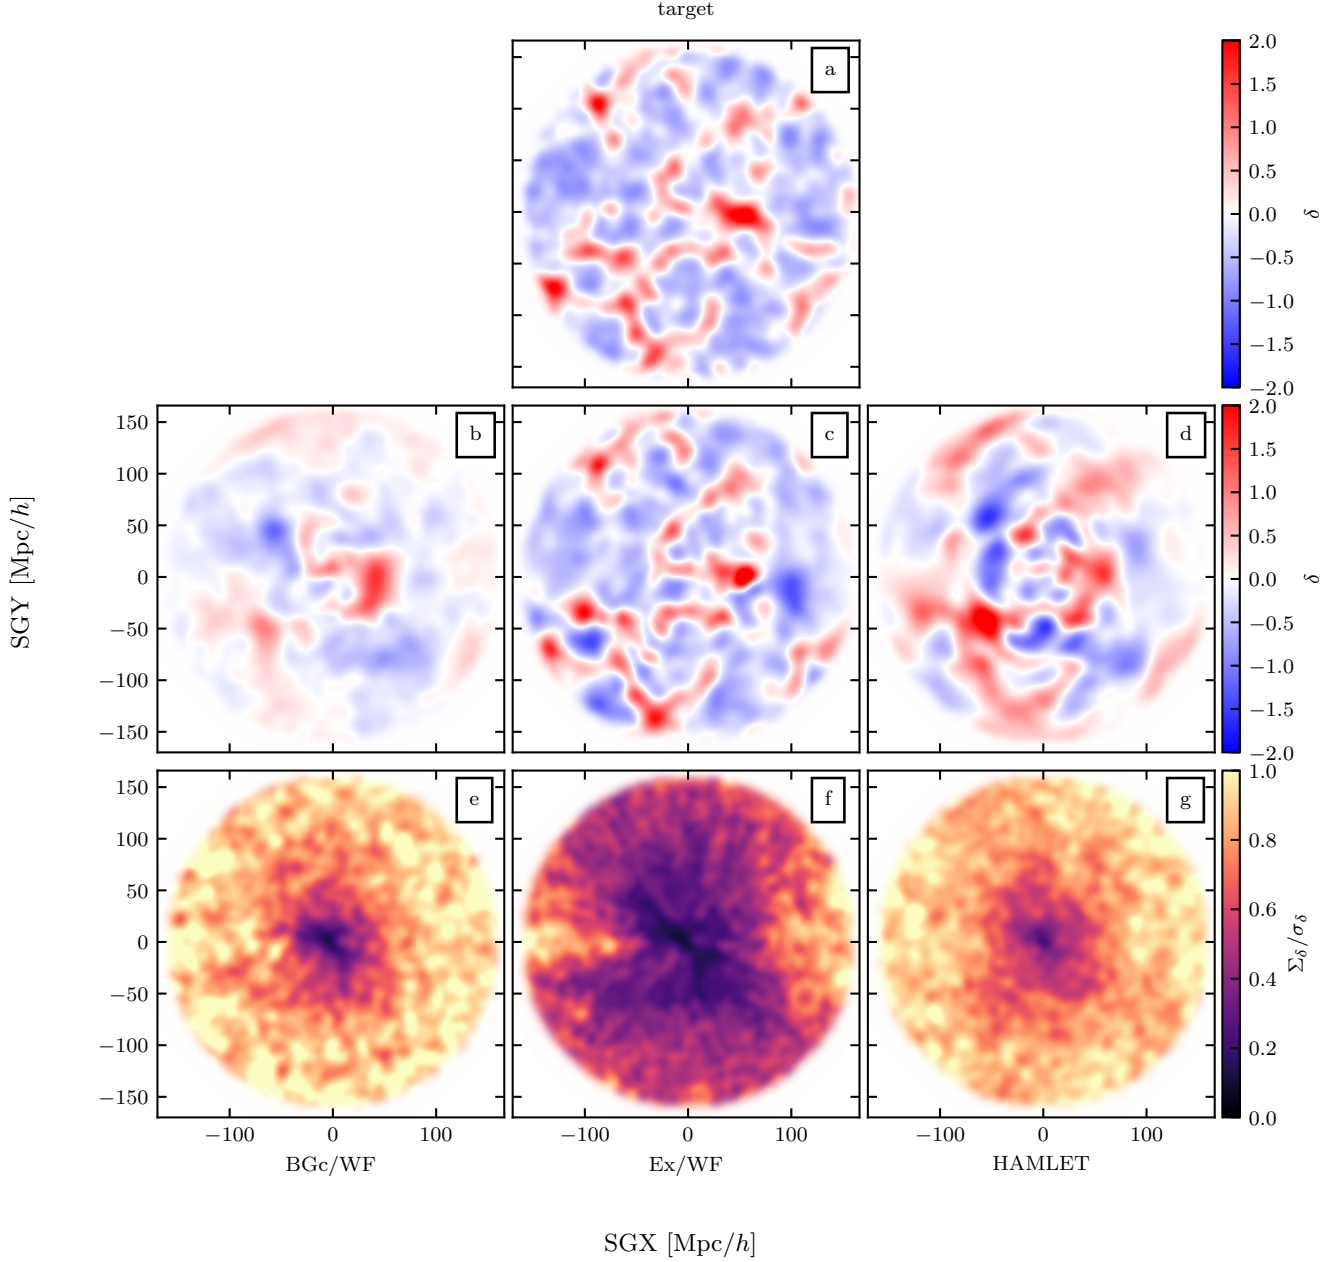 target
a
2.0
1.5
1.0
0.5
0.0
−0.5
−1.0
−1.5
−2.0
δ
b
c
d
150
100
50
0
−50
−100
−150
2.0
1.5
1.0
0.5
0.0
−0.5
−1.0
−1.5
−2.0
δ
SGY [Mpc/h]
e
f
g
150
100
50
0
−50
−100
−150
1.0
0.8
0.6
0.4
0.2
0.0
Σδ/σδ
−100 0 100 −100 0 100 −100 0 100
BGc/WF Ex/WF HAMLET
SGX [Mpc/h]